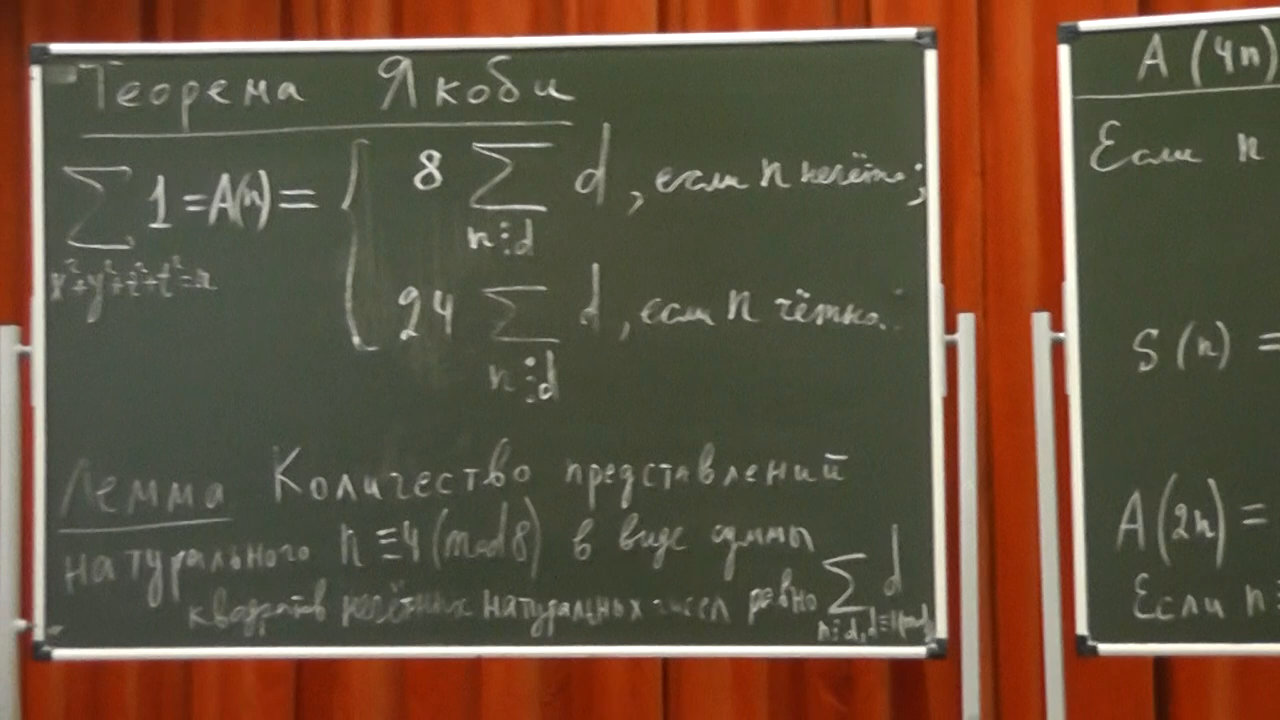 Теорема Якоби
∑ 1 = A(n) = { 8 ∑ d, если n нечётно;
n⋮d
x²+y²+z²+t²=n
24 ∑ d, если n чётно.
n⋮d
Лемма Количество представлений
натурального n ≡ 4 (mod 8) в виде суммы
квадратов нечётных натуральных чисел равно ∑ d
n⋮d,
A(4n)
Если n
S(n) =
A(2n) =
Если n